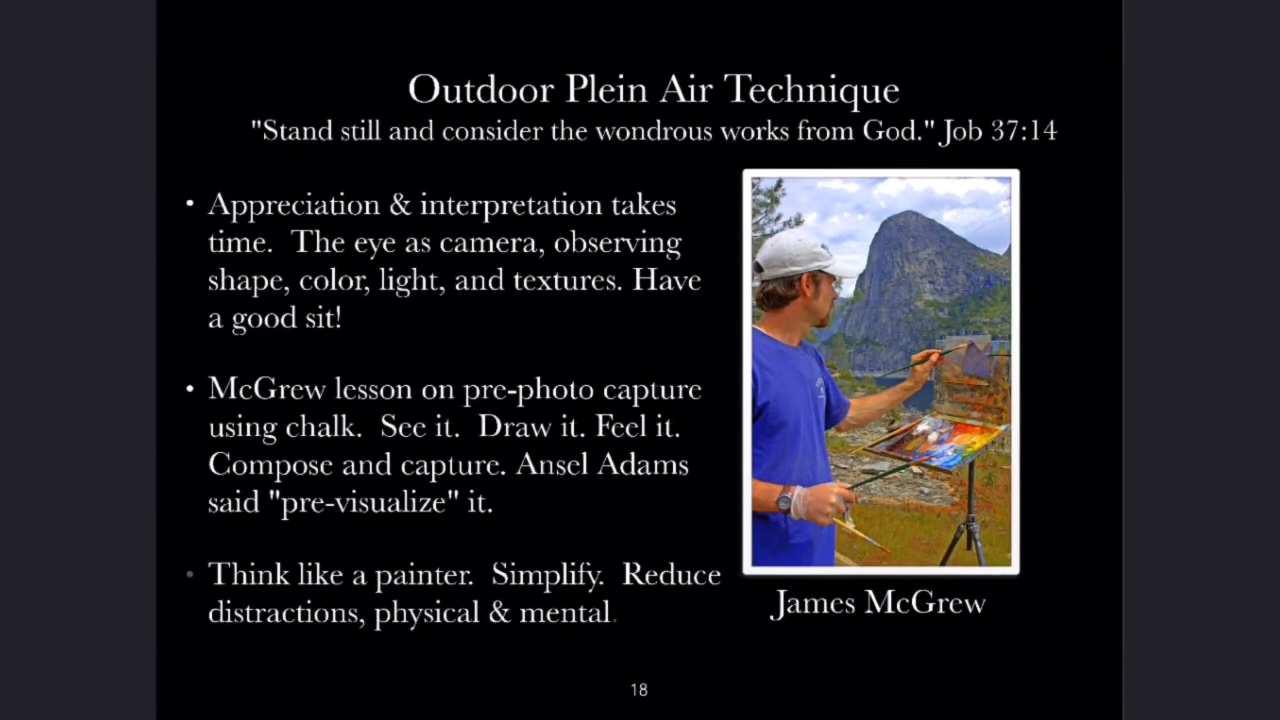 Outdoor Plein Air Technique
"Stand still and consider the wondrous works from God." Job 37:14
• Appreciation & interpretation takes
time.  The eye as camera, observing
shape, color, light, and textures. Have
a good sit!
• McGrew lesson on pre-photo capture
using chalk.  See it.  Draw it. Feel it.
Compose and capture. Ansel Adams
said "pre-visualize" it.
• Think like a painter.  Simplify.  Reduce
distractions, physical & mental.
James McGrew
18